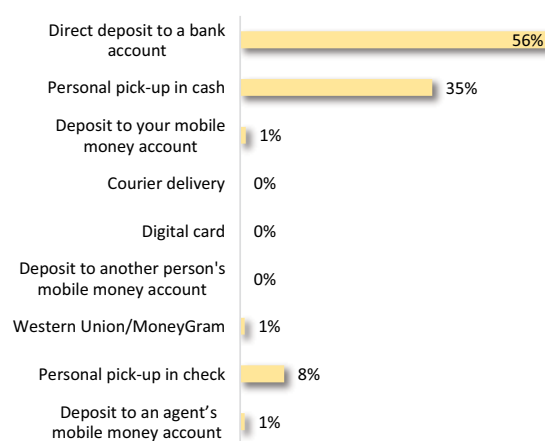 Direct deposit to a bank
account
56%
Personal pick-up in cash
35%
Deposit to your mobile
money account
1%
Courier delivery
0%
Digital card
0%
Deposit to another person's
mobile money account
0%
Western Union/MoneyGram
1%
Personal pick-up in check
8%
Deposit to an agent’s
mobile money account
1%